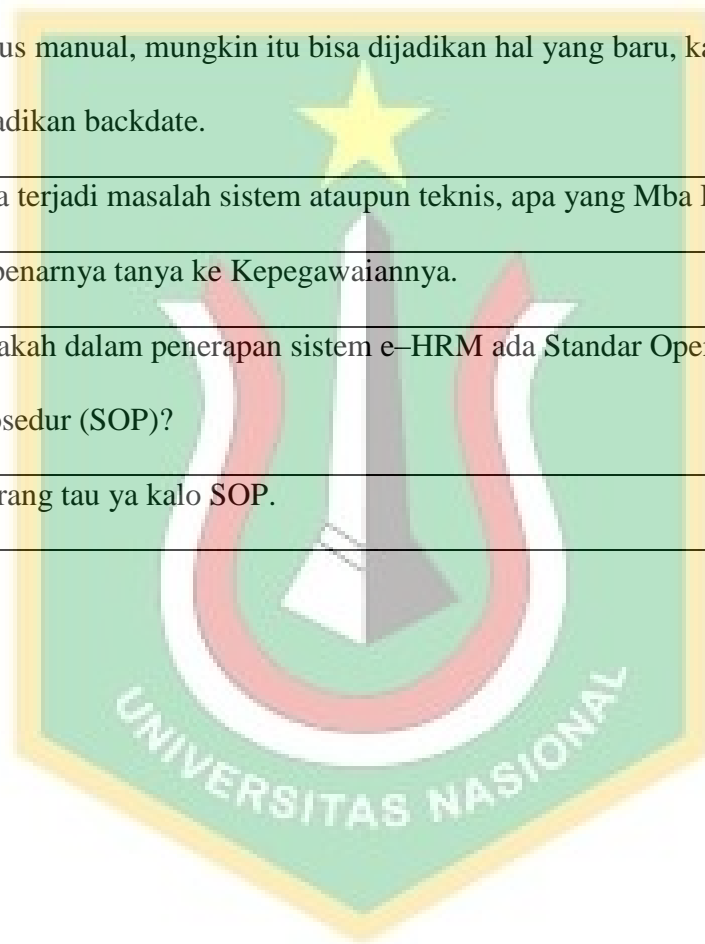 us manual, mungkin itu bisa dijadikan hal yang baru, ka
adikan backdate.
a terjadi masalah sistem ataupun teknis, apa yang Mba
benarnya tanya ke Kepegawaiannya.
akah dalam penerapan sistem e–HRM ada Standar Oper
osedur (SOP)?
rang tau ya kalo SOP.
UNIVERSITAS NASIONAL